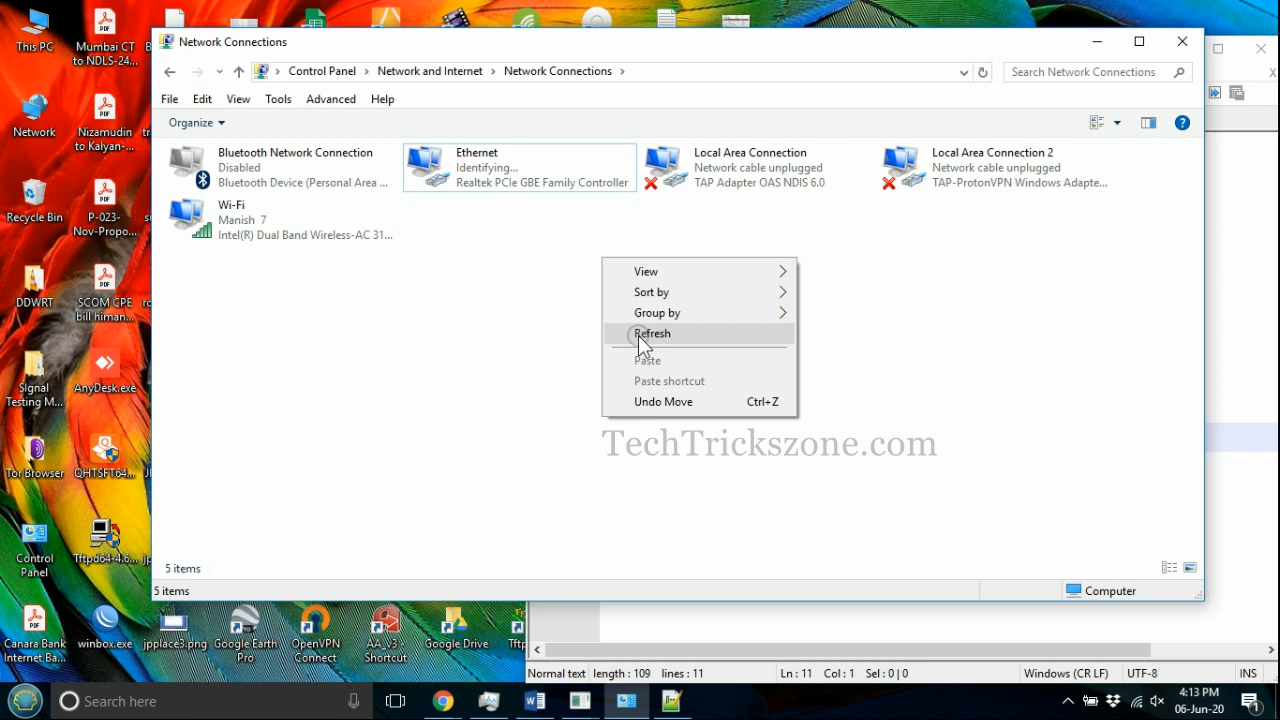 This PC
Mumbai CT
to NDLS-24...
Network
Nizamudin
to Kalyan-...
Recycle Bin
P-023-
Nov-Propo...
DDWRT
SCOM CPE
bill himan...
SIgnal
Testing M...
AnyDesk.exe
Tor Browser
QHTSFT64...
Control
Panel
Tftpd64-4.6...
Canara Bank
Internet Ba...
winbox.exe
jpplace3.png
Google Earth
Pro
OpenVPN
Connect
AA_v3 -
Shortcut
Google Drive
Network Connections
Control Panel > Network and Internet > Network Connections >
Search Network Connections
File Edit View Tools Advanced Help
Organize
Bluetooth Network Connection
Disabled
Bluetooth Device (Personal Area ...
Ethernet
Identifying...
Realtek PCIe GBE Family Controller
Local Area Connection
Network cable unplugged
TAP Adapter OAS NDIS 6.0
Local Area Connection 2
Network cable unplugged
TAP-ProtonVPN Windows Adapte...
Wi-Fi
Manish 7
Intel(R) Dual Band Wireless-AC 31...
View
Sort by
Group by
Refresh
Paste
Paste shortcut
Undo Move Ctrl+Z
TechTrickszone.com
5 items
5 items
Computer
Normal text length : 109 lines : 11 Ln : 11 Col : 1 Sel : 0 | 0 Windows (CR LF) UTF-8 INS
Search here
4:13 PM
06-Jun-20
1